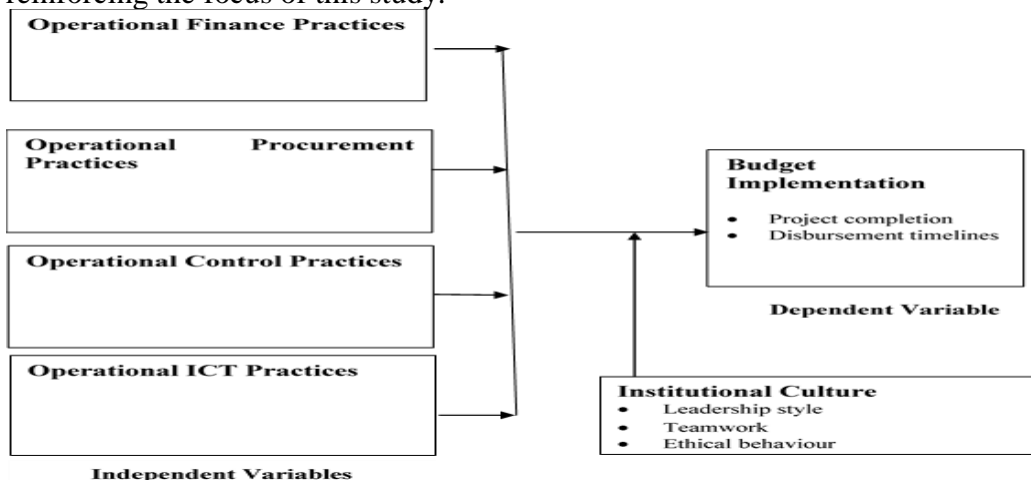 reinforcing the focus of this study.
Operational Finance Practices
Operational Procurement
Practices
Operational Control Practices
Operational ICT Practices
Independent Variables
Budget
Implementation
• Project completion
• Disbursement timelines
Dependent Variable
Institutional Culture
• Leadership style
• Teamwork
• Ethical behaviour